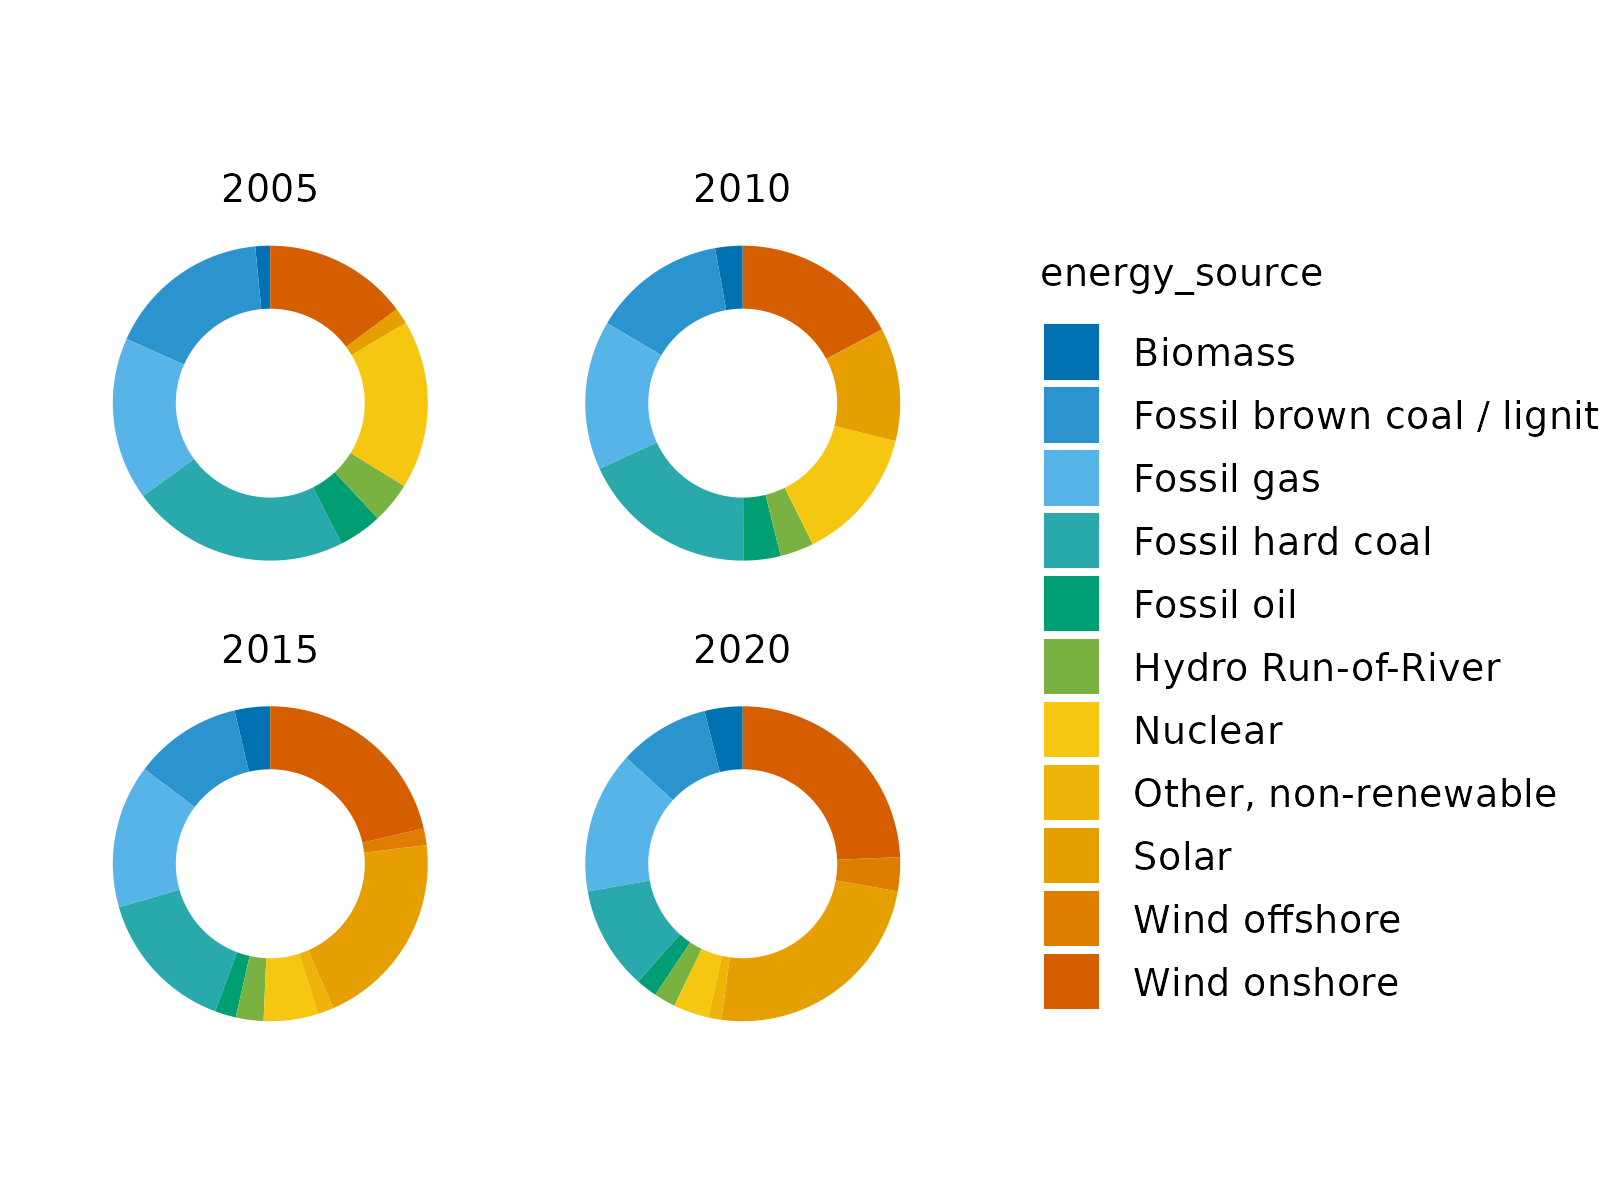 2005
2010
2015
2020
energy_source
Biomass
Fossil brown coal / lignit
Fossil gas
Fossil hard coal
Fossil oil
Hydro Run-of-River
Nuclear
Other, non-renewable
Solar
Wind offshore
Wind onshore